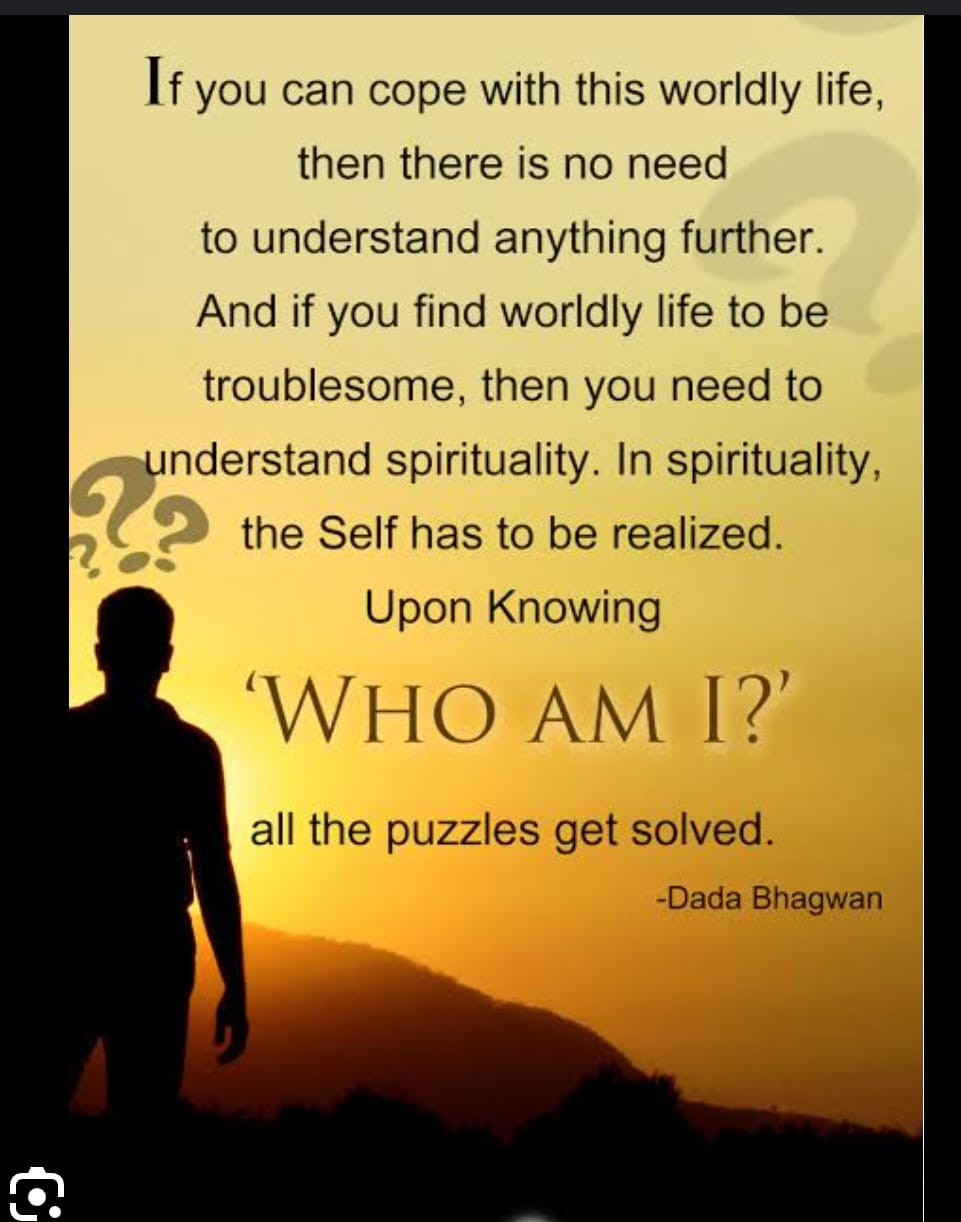 If you can cope with this worldly life,
then there is no need
to understand anything further.
And if you find worldly life to be
troublesome, then you need to
understand spirituality. In spirituality,
the Self has to be realized.
Upon Knowing
‘WHO AM I?’
all the puzzles get solved.
-Dada Bhagwan